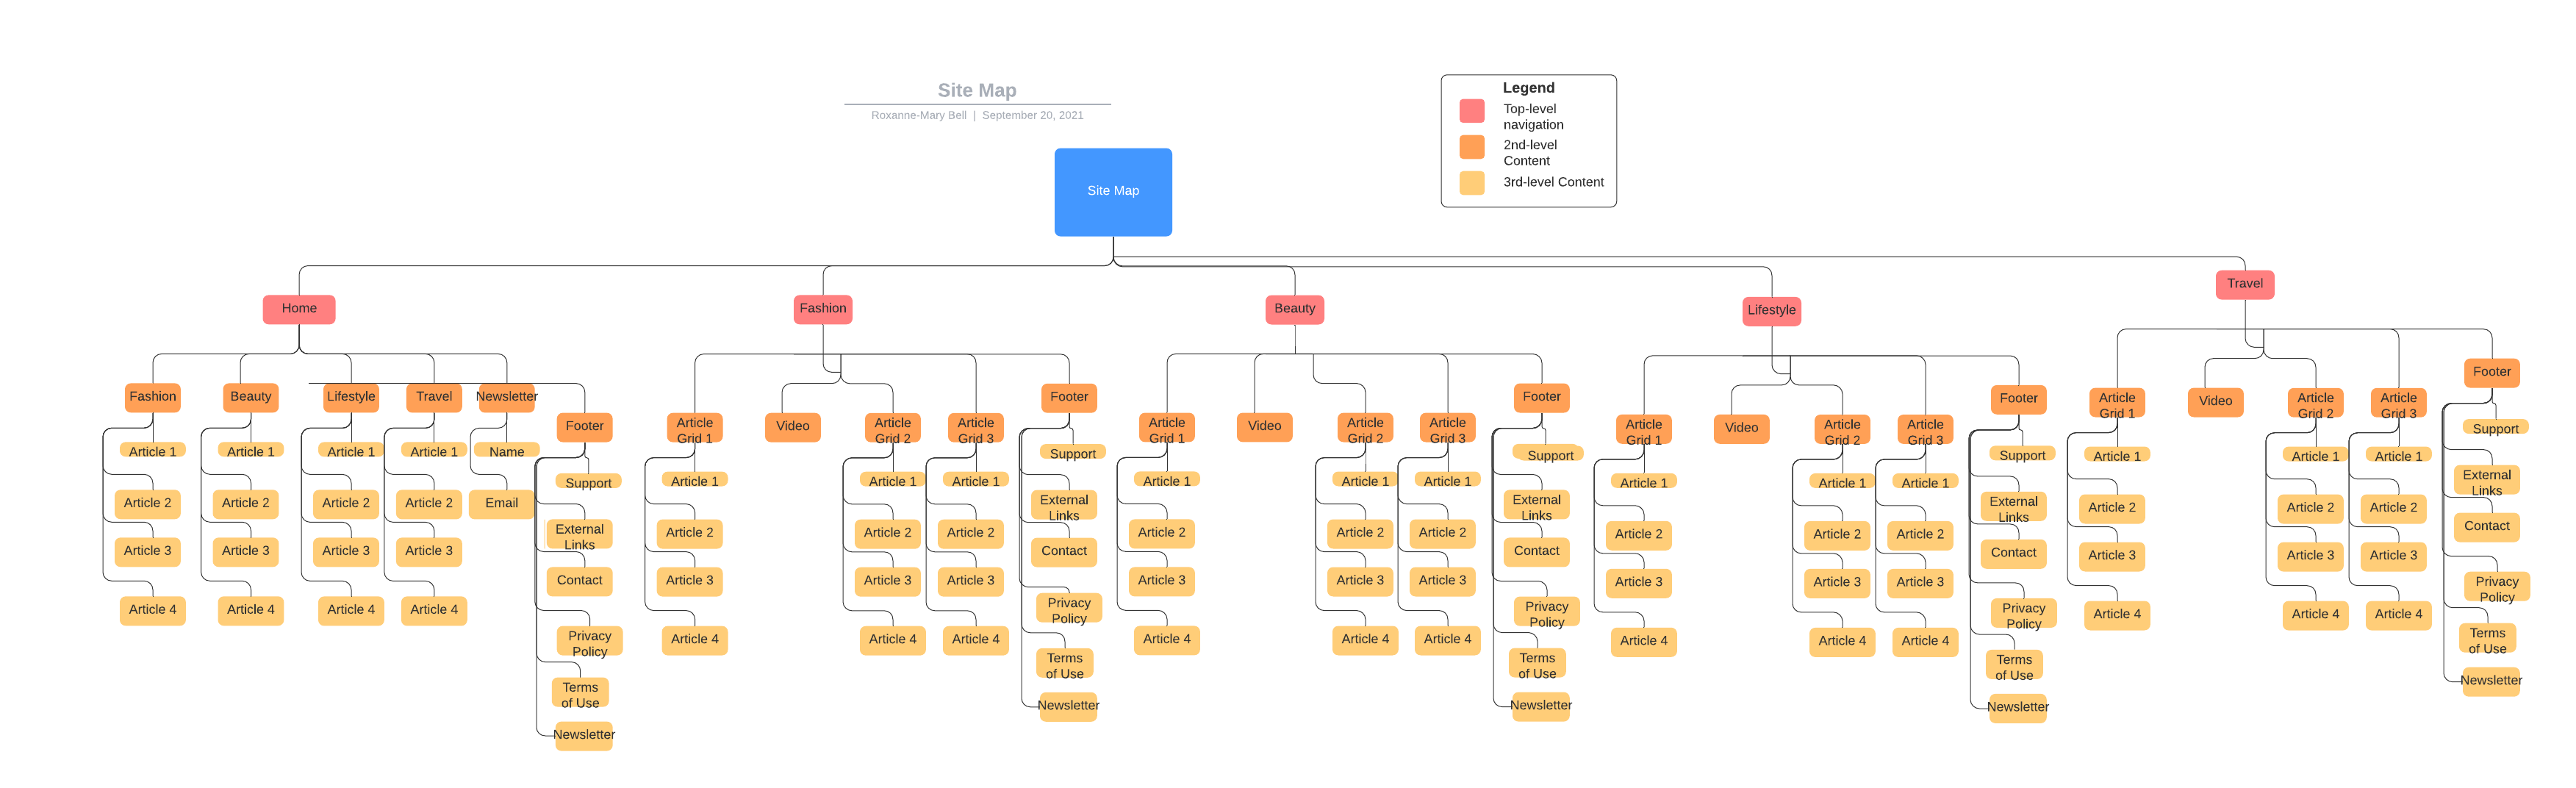 Site Map
Roxanne-Mary Bell | September 20, 2021
Legend
Top-level
navigation
2nd-level
Content
3rd-level Content
Site Map
Home
Fashion
Beauty
Lifestyle
Travel
Fashion
Article 1
Article 2
Article 3
Article 4
Beauty
Article 1
Article 2
Article 3
Article 4
Lifestyle
Article 1
Article 2
Article 3
Article 4
Travel
Article 1
Article 2
Article 3
Article 4
Newsletter
Name
Email
Footer
Support
External
Links
Contact
Privacy
Policy
Terms
of Use
Newsletter
Article
Grid 1
Article 1
Article 2
Article 3
Article 4
Video
Article
Grid 2
Article 1
Article 2
Article 3
Article 4
Article
Grid 3
Article 1
Article 2
Article 3
Article 4
Footer
Support
External
Links
Contact
Privacy
Policy
Terms
of Use
Newsletter
Article
Grid 1
Article 1
Article 2
Article 3
Article 4
Video
Article
Grid 2
Article 1
Article 2
Article 3
Article 4
Article
Grid 3
Article 1
Article 2
Article 3
Article 4
Footer
Support
External
Links
Contact
Privacy
Policy
Terms
of Use
Newsletter
Article
Grid 1
Article 1
Article 2
Article 3
Article 4
Video
Article
Grid 2
Article 1
Article 2
Article 3
Article 4
Article
Grid 3
Article 1
Article 2
Article 3
Article 4
Footer
Support
External
Links
Contact
Privacy
Policy
Terms
of Use
Newsletter
Article
Grid 1
Article 1
Article 2
Article 3
Article 4
Video
Article
Grid 2
Article 1
Article 2
Article 3
Article 4
Article
Grid 3
Article 1
Article 2
Article 3
Article 4
Footer
Support
External
Links
Contact
Privacy
Policy
Terms
of Use
Newsletter